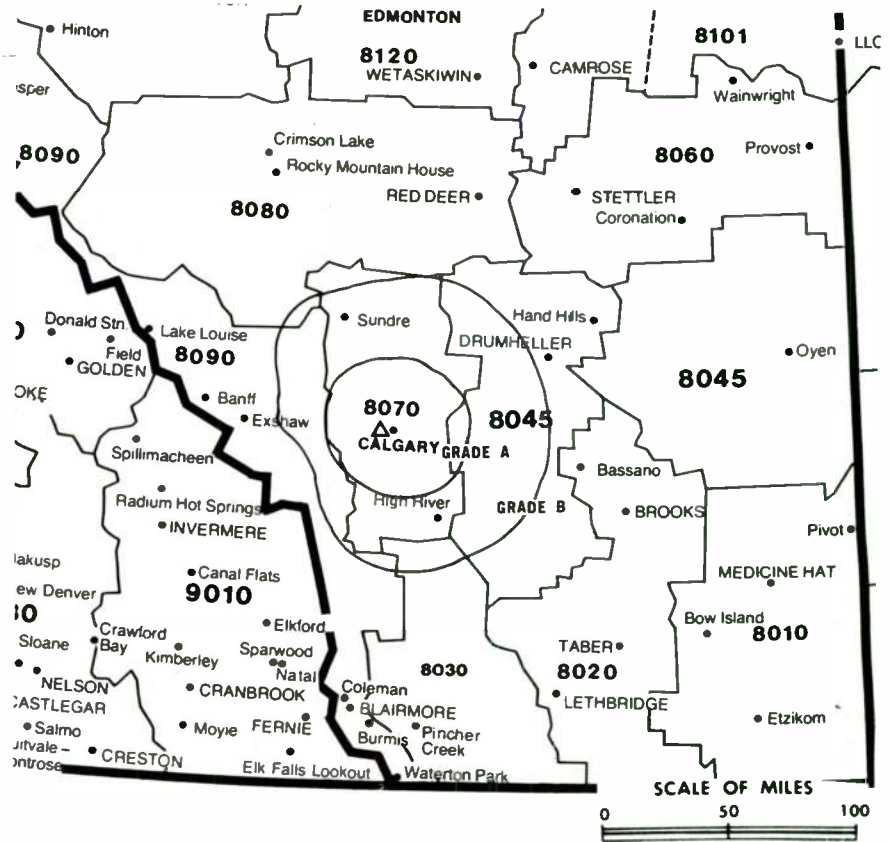 EDMONTON
Hinton
8101
8120
WETASKIWIN
CAMROSE
Wainwright
Crimson Lake
8090
Rocky Mountain House
8060
Provost
RED DEER
STETTLER
8080
Coronation
Donald Stn.
Lake Louise
Sundre
Hand Hills
Field
8090
DRUMHELLER
Oyen
GOLDEN
8045
Banff
8070
8045
Exshaw
CALGARY
GRADE A
Spillimacheen
Bassano
Radium Hot Springs
High River
GRADE B
BROOKS
INVERMERE
Pivot
Canal Flats
MEDICINE HAT
9010
Elkford
Bow Island
8010
Sloane
Crawford
Bay
Kimberley
Sparwood
TABER
Natal
8030
8020
NELSON
CRANBROOK
Coleman
LETHBRIDGE
BLAIRMORE
Salmo
Moyie
FERNIE
Burmis
Pincher
Creek
Etzikom
CRESTON
Elk Falls Lookout
Waterton Park
SCALE OF MILES
0 50 100